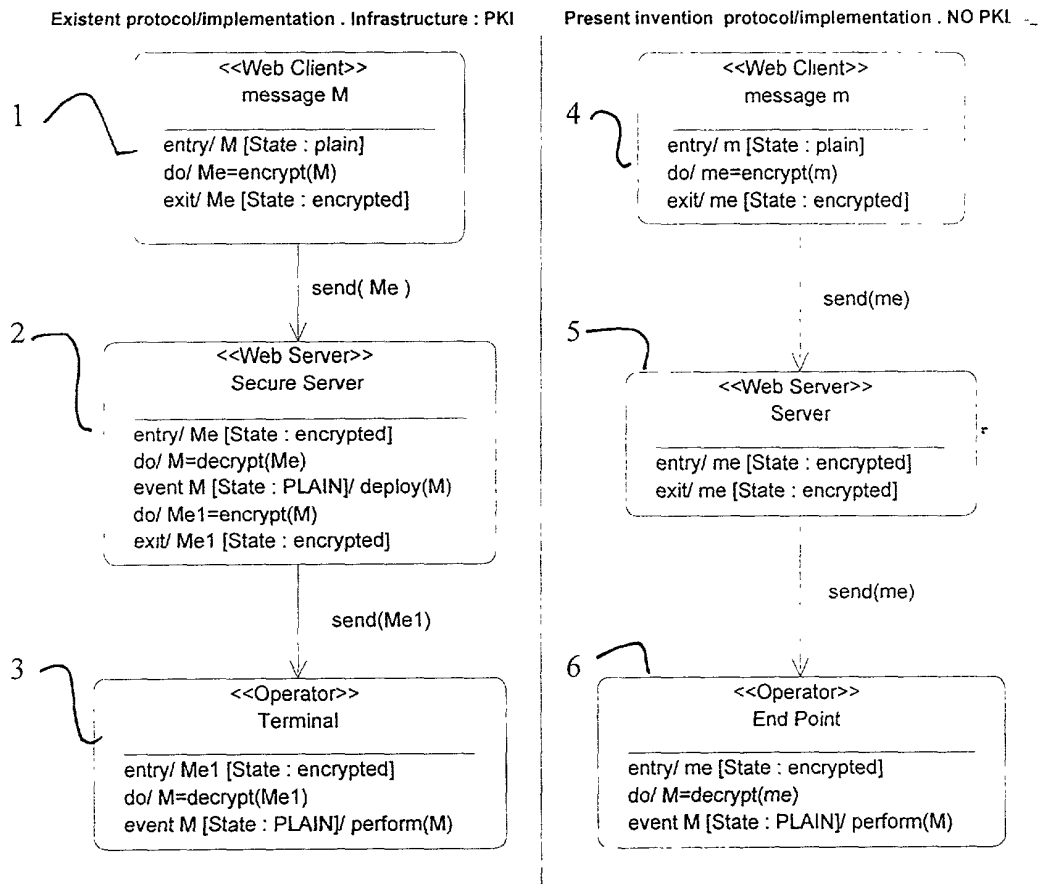 Existent protocol/implementation . Infrastructure : PKI
1
<<Web Client>>
message M
entry/ M [State : plain]
do/ Me=encrypt(M)
exit/ Me [State : encrypted]
send( Me )
2
<<Web Server>>
Secure Server
entry/ Me [State : encrypted]
do/ M=decrypt(Me)
event M [State : PLAIN]/ deploy(M)
do/ Me1=encrypt(M)
exit/ Me1 [State : encrypted]
send(Me1)
3
<<Operator>>
Terminal
entry/ Me1 [State : encrypted]
do/ M=decrypt(Me1)
event M [State : PLAIN]/ perform(M)
Present invention protocol/implementation . NO PKI
4
<<Web Client>>
message m
entry/ m [State : plain]
do/ me=encrypt(m)
exit/ me [State : encrypted]
send(me)
5
<<Web Server>>
Server
entry/ me [State : encrypted]
exit/ me [State : encrypted]
send(me)
6
<<Operator>>
End Point
entry/ me [State : encrypted]
do/ M=decrypt(me)
event M [State : PLAIN]/ perform(M)